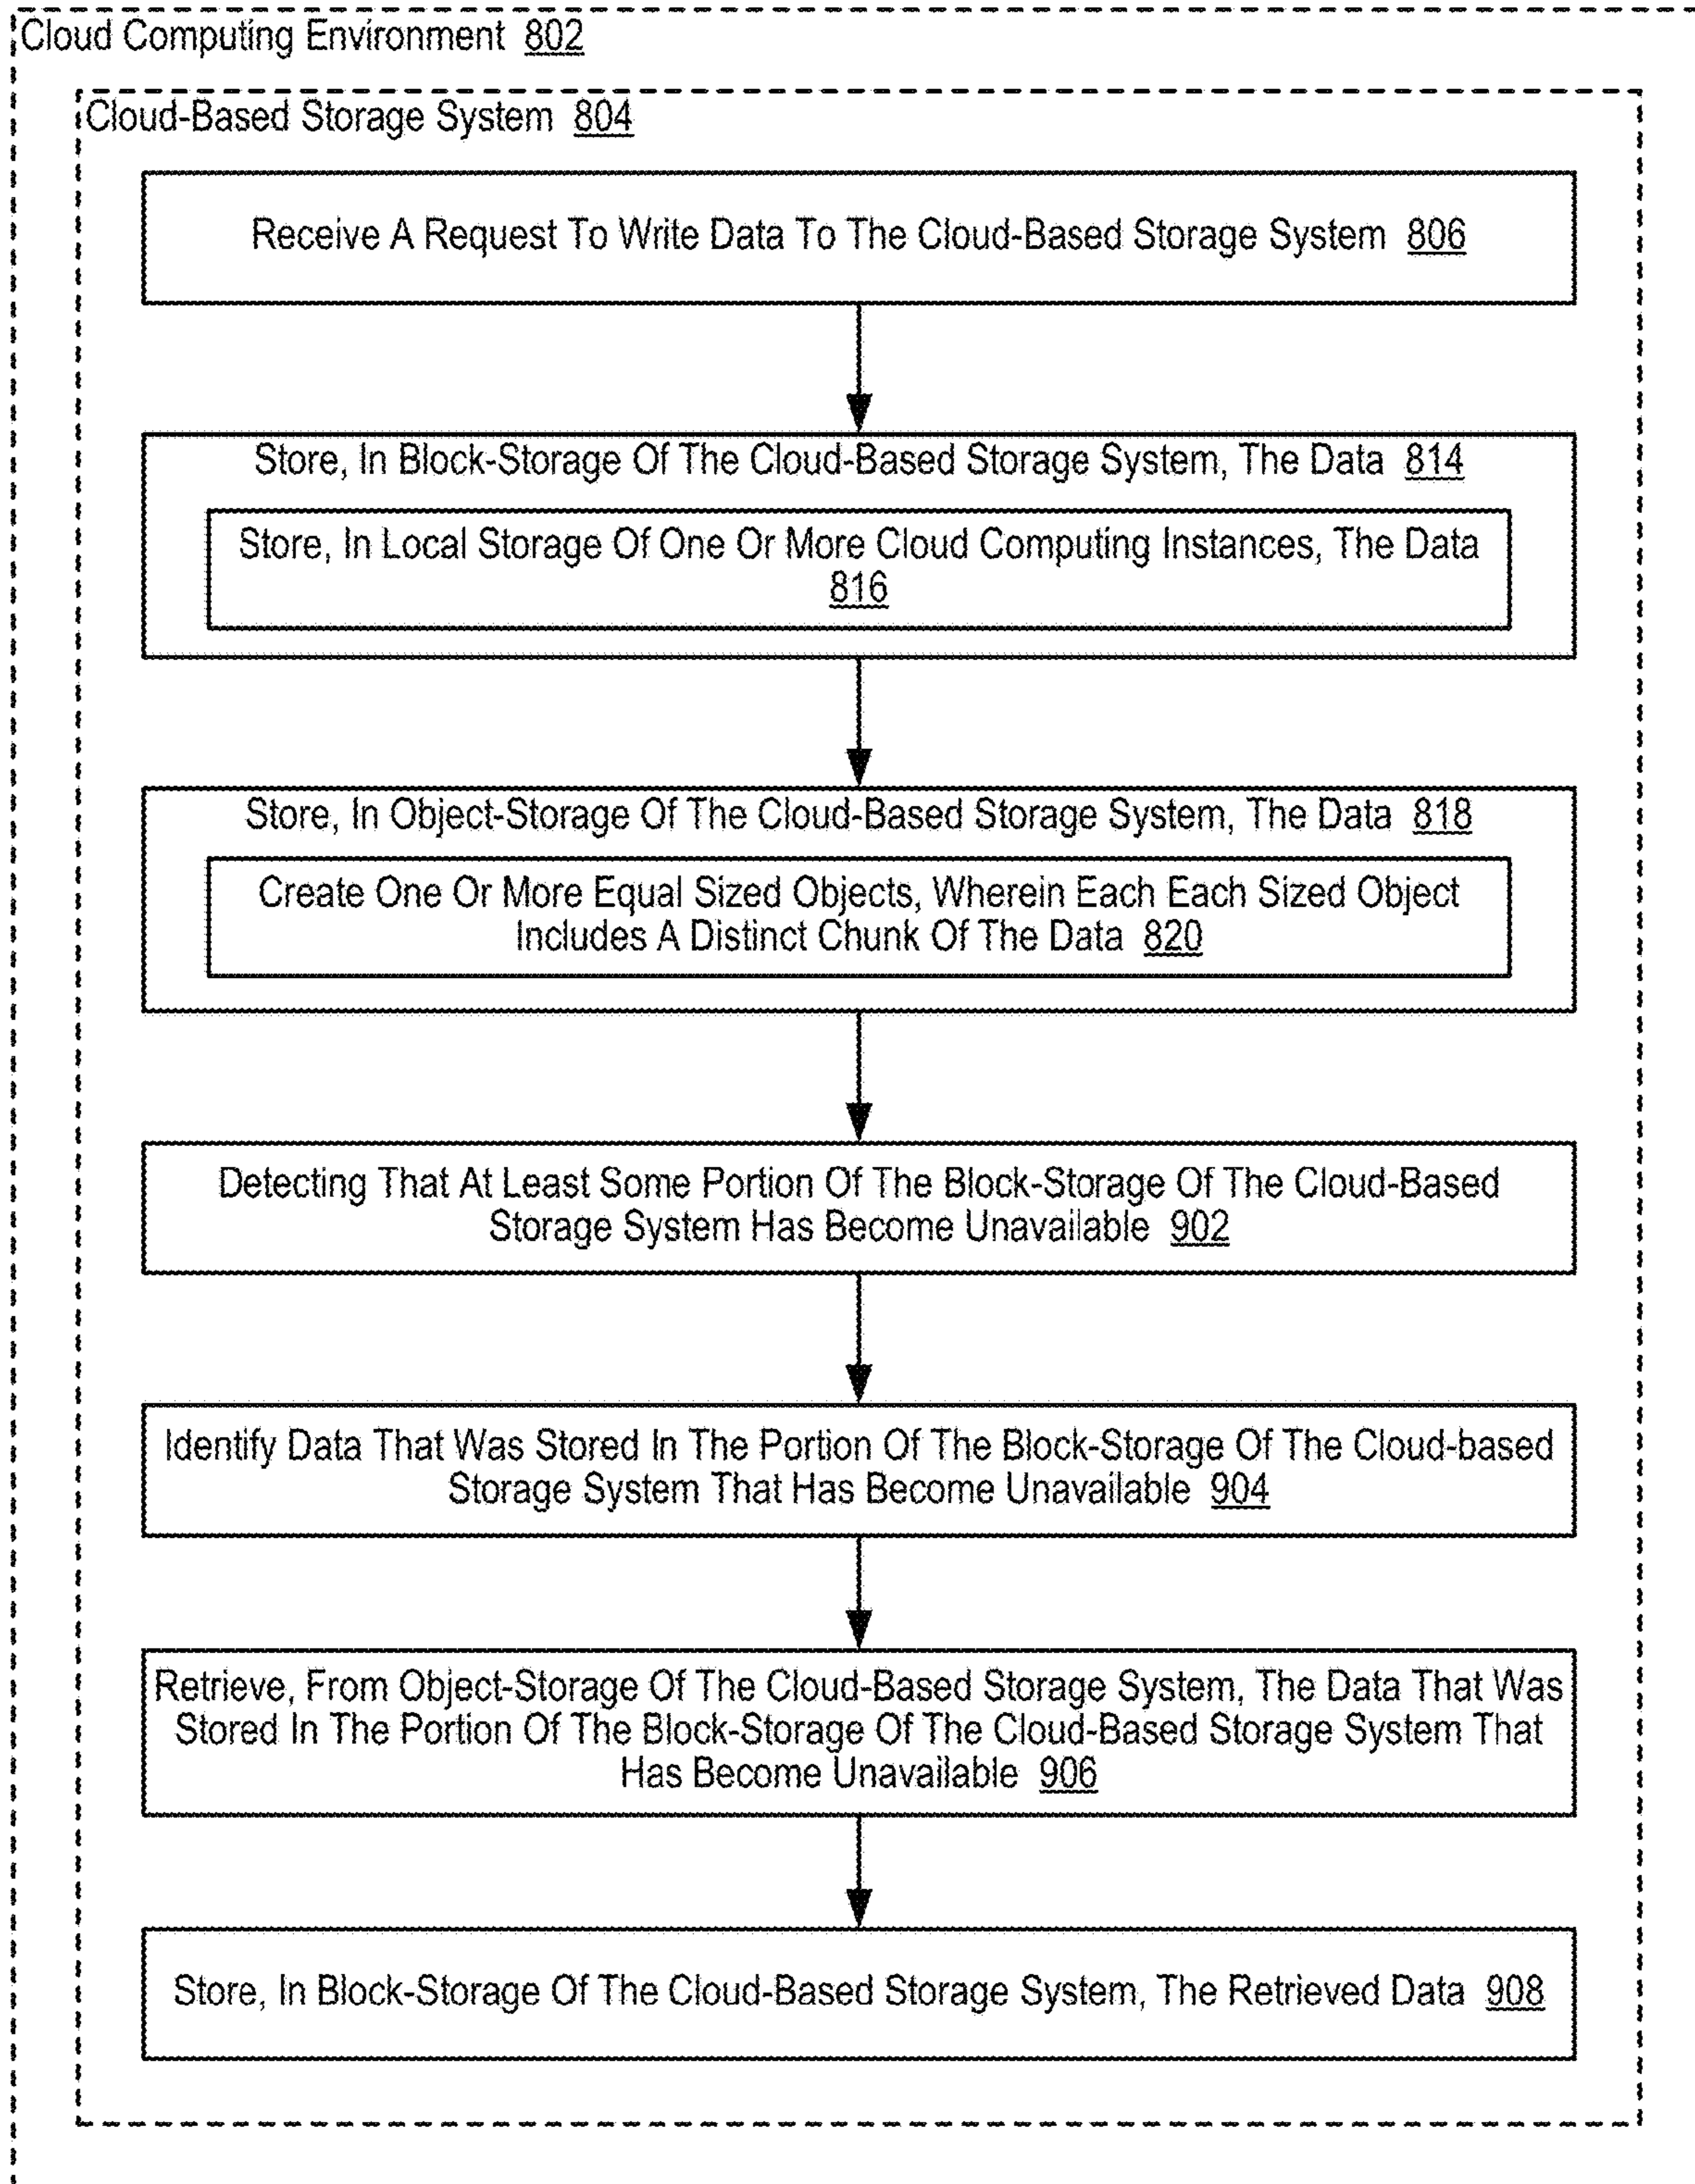 Cloud Computing Environment 802
Cloud-Based Storage System 804
Receive A Request To Write Data To The Cloud-Based Storage System 806
Store, In Block-Storage Of The Cloud-Based Storage System, The Data 814
Store, In Local Storage Of One Or More Cloud Computing Instances, The Data
816
Store, In Object-Storage Of The Cloud-Based Storage System, The Data 818
Create One Or More Equal Sized Objects, Wherein Each Each Sized Object
Includes A Distinct Chunk Of The Data 820
Detecting That At Least Some Portion Of The Block-Storage Of The Cloud-Based
Storage System Has Become Unavailable 902
Identify Data That Was Stored In The Portion Of The Block-Storage Of The Cloud-based
Storage System That Has Become Unavailable 904
Retrieve, From Object-Storage Of The Cloud-Based Storage System, The Data That Was
Stored In The Portion Of The Block-Storage Of The Cloud-Based Storage System That
Has Become Unavailable 906
Store, In Block-Storage Of The Cloud-Based Storage System, The Retrieved Data 908